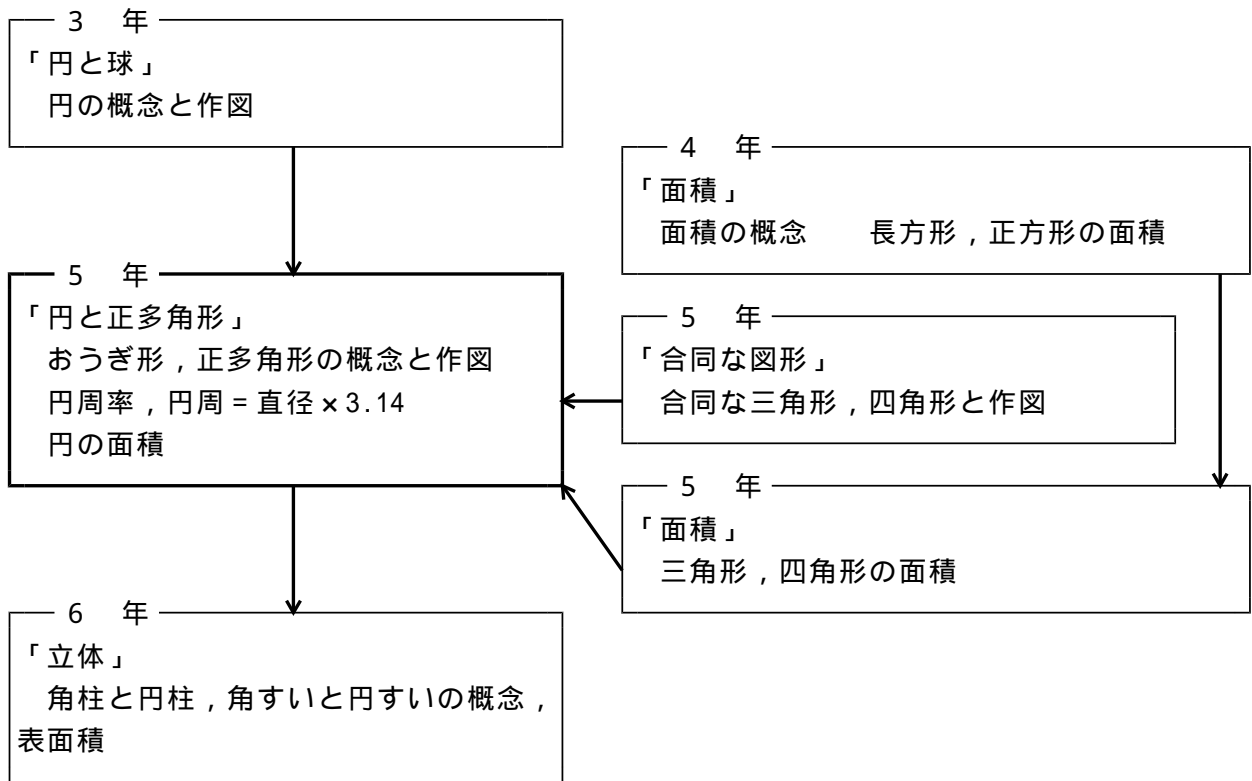 3 年
「円と球」
円の概念と作図
4 年
「面積」
面積の概念 長方形,正方形の面積
5 年
「円と正多角形」
おうぎ形,正多角形の概念と作図
円周率,円周=直径×3.14
円の面積
5 年
「合同な図形」
合同な三角形,四角形と作図
5 年
「面積」
三角形,四角形の面積
6 年
「立体」
角柱と円柱,角すいと円すいの概念,
表面積